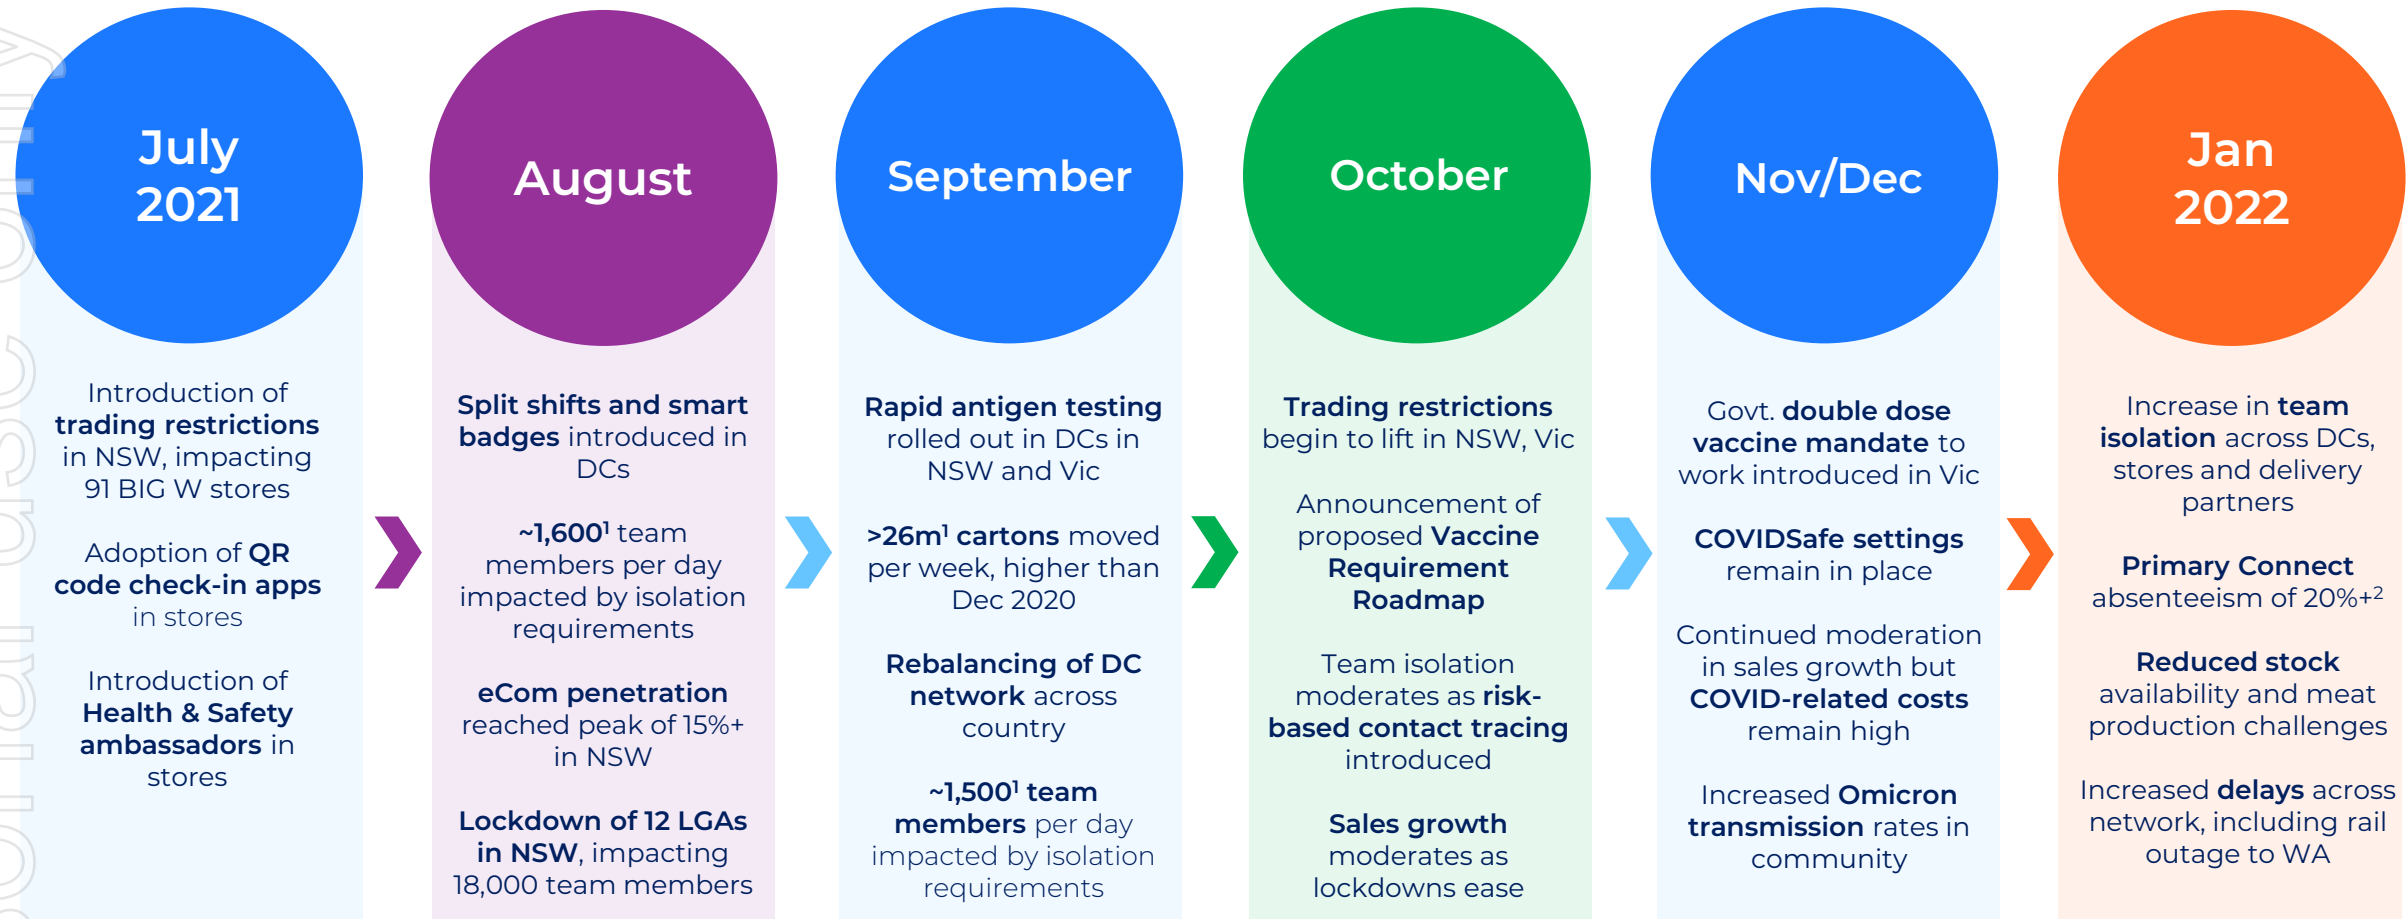 July
2021
Introduction of
trading restrictions
in NSW, impacting
91 BIG W stores
Adoption of QR
code check-in apps
in stores
Introduction of
Health & Safety
ambassadors in
stores
August
Split shifts and smart
badges introduced in
DCs
~1,600¹ team
members per day
impacted by isolation
requirements
eCom penetration
reached peak of 15%+
in NSW
Lockdown of 12 LGAs
in NSW, impacting
18,000 team members
September
Rapid antigen testing
rolled out in DCs in
NSW and Vic
>26m¹ cartons moved
per week, higher than
Dec 2020
Rebalancing of DC
network across
country
~1,500¹ team
members per day
impacted by isolation
requirements
October
Trading restrictions
begin to lift in NSW, Vic
Announcement of
proposed Vaccine
Requirement
Roadmap
Team isolation
moderates as risk-
based contact tracing
introduced
Sales growth
moderates as
lockdowns ease
Nov/Dec
Govt. double dose
vaccine mandate to
work introduced in Vic
COVIDSafe settings
remain in place
Continued moderation
in sales growth but
COVID-related costs
remain high
Increased Omicron
transmission rates in
community
Jan
2022
Increase in team
isolation across DCs,
stores and delivery
partners
Primary Connect
absenteeism of 20%+²
Reduced stock
availability and meat
production challenges
Increased delays across
network, including rail
outage to WA